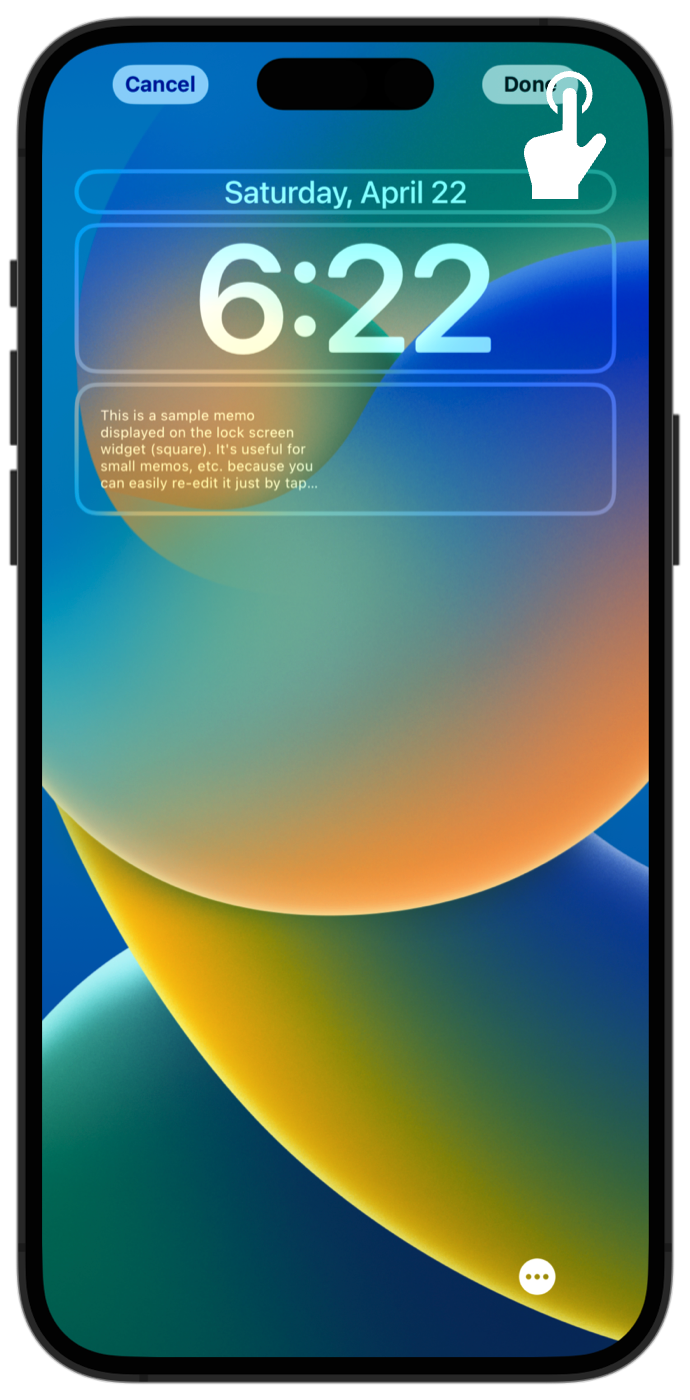 Cancel
Done
Saturday, April 22
6:22
This is a sample memo
displayed on the lock screen
widget (square). It's useful for
small memos, etc. because you
can easily re-edit it just by tap...